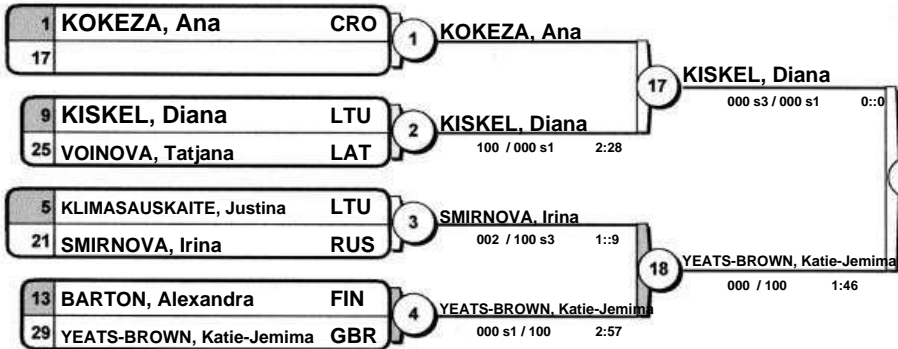 1 KOKEZA, Ana CRO
17
1 KOKEZA, Ana
9 KISKEL, Diana LTU
25 VOINOVA, Tatjana LAT
2 KISKEL, Diana
100 / 000 s1 2:28
17 KISKEL, Diana
000 s3 / 000 s1 0::0
5 KLIMASAUSKAITE, Justina LTU
21 SMIRNOVA, Irina RUS
3 SMIRNOVA, Irina
002 / 100 s3 1::9
13 BARTON, Alexandra FIN
29 YEATS-BROWN, Katie-Jemima GBR
4 YEATS-BROWN, Katie-Jemima
000 s1 / 100 2:57
18 YEATS-BROWN, Katie-Jemima
000 / 100 1:46